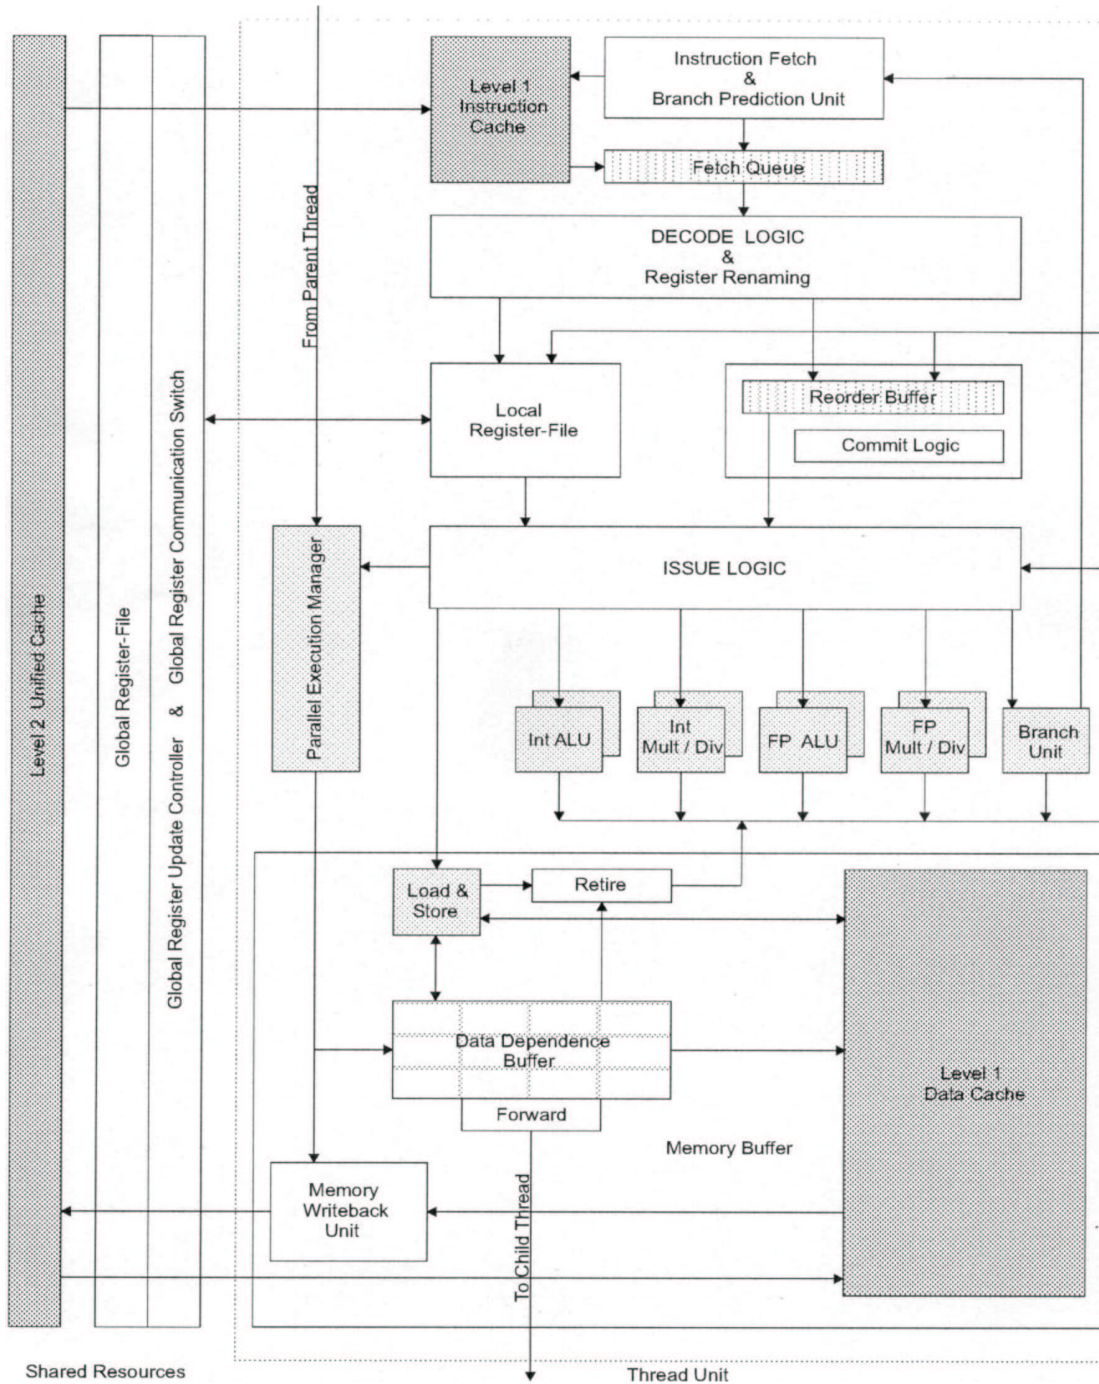 Instruction Fetch
&
Branch Prediction Unit
Level 1
Instruction
Cache
Fetch Queue
DECODE LOGIC
&
Register Renaming
From Parent Thread
Local
Register-File
Reorder Buffer
Commit Logic
ISSUE LOGIC
Level 2 Unified Cache
Global Register-File
Global Register Update Controller & Global Register Communication Switch
Parallel Execution Manager
Int ALU
Int
Mult / Div
FP ALU
FP
Mult / Div
Branch
Unit
Load &
Store
Retire
Data Dependence
Buffer
Forward
Level 1
Data Cache
Memory Buffer
Memory
Writeback
Unit
To Child Thread
Shared Resources
Thread Unit